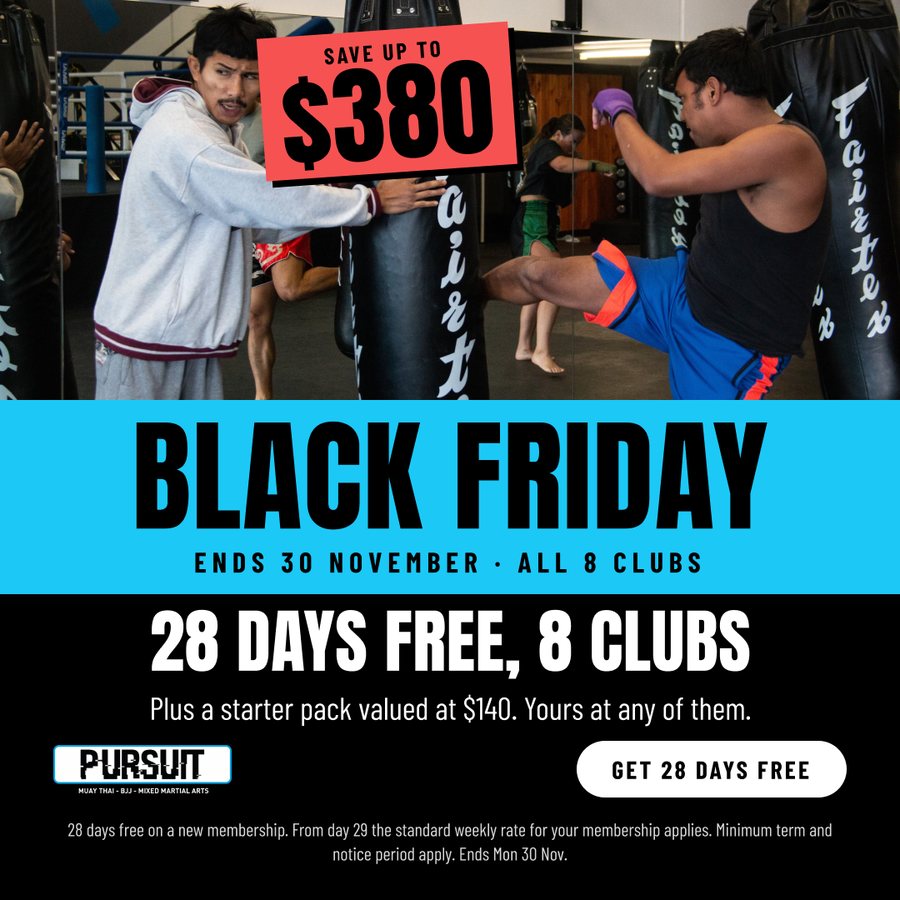 SAVE UP TO
$380
Fairtex
Fairtex
BLACK FRIDAY
ENDS 30 NOVEMBER · ALL 8 CLUBS
28 DAYS FREE, 8 CLUBS
Plus a starter pack valued at $140. Yours at any of them.
PURSUIT
MUAY THAI - BJJ - MIXED MARTIAL ARTS
GET 28 DAYS FREE
28 days free on a new membership. From day 29 the standard weekly rate for your membership applies. Minimum term and
notice period apply. Ends Mon 30 Nov.